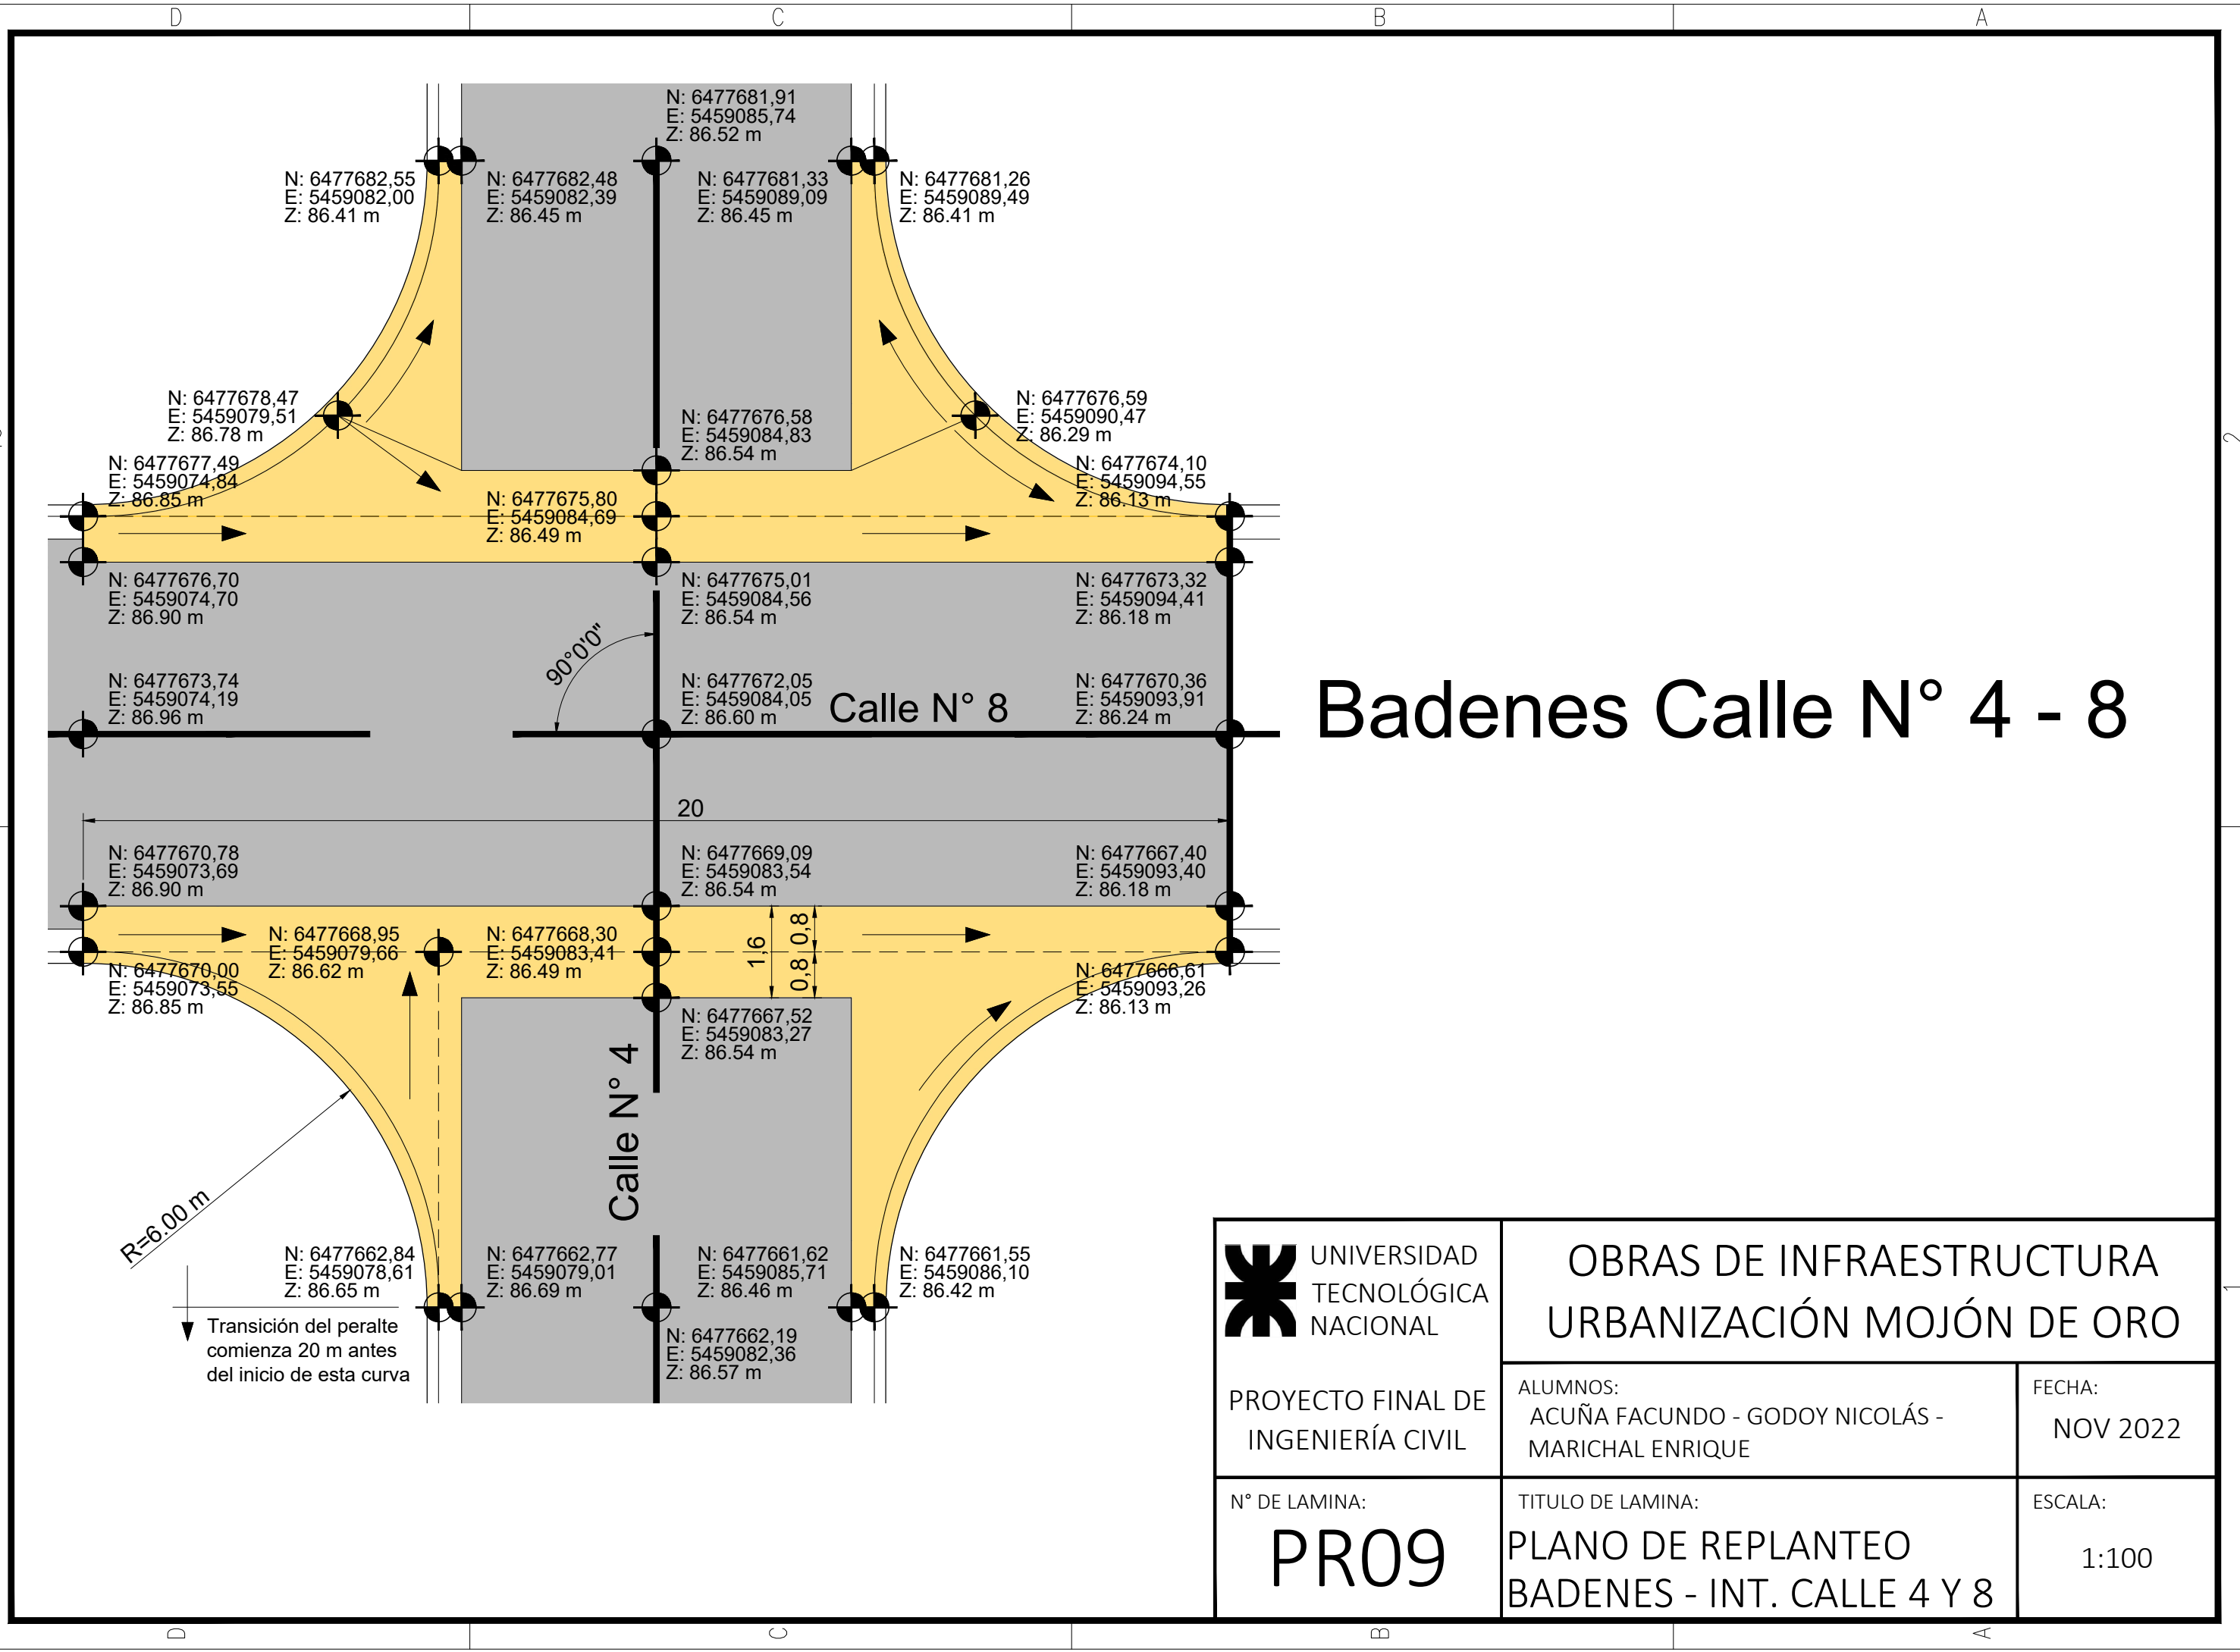 D
C
B
A
N: 6477681,91
E: 5459085,74
Z: 86.52 m
N: 6477682,55
E: 5459082,00
Z: 86.41 m
N: 6477682,48
E: 5459082,39
Z: 86.45 m
N: 6477681,33
E: 5459089,09
Z: 86.45 m
N: 6477681,26
E: 5459089,49
Z: 86.41 m
N: 6477678,47
E: 5459079,51
Z: 86.78 m
N: 6477676,58
E: 5459084,83
Z: 86.54 m
N: 6477676,59
E: 5459090,47
Z: 86.29 m
N: 6477677,49
E: 5459074,84
Z: 86.85 m
N: 6477675,80
E: 5459084,69
Z: 86.49 m
N: 6477674,10
E: 5459094,55
Z: 86.13 m
N: 6477676,70
E: 5459074,70
Z: 86.90 m
N: 6477675,01
E: 5459084,56
Z: 86.54 m
N: 6477673,32
E: 5459094,41
Z: 86.18 m
90°0'0"
N: 6477673,74
E: 5459074,19
Z: 86.96 m
N: 6477672,05
E: 5459084,05
Z: 86.60 m
Calle N° 8
N: 6477670,36
E: 5459093,91
Z: 86.24 m
Badenes Calle N° 4 - 8
20
N: 6477670,78
E: 5459073,69
Z: 86.90 m
N: 6477669,09
E: 5459083,54
Z: 86.54 m
N: 6477667,40
E: 5459093,40
Z: 86.18 m
N: 6477668,95
E: 5459079,66
Z: 86.62 m
N: 6477668,30
E: 5459083,41
Z: 86.49 m
1,6
0,8
0,8
N: 6477670,00
E: 5459073,55
Z: 86.85 m
N: 6477666,61
E: 5459093,26
Z: 86.13 m
N: 6477667,52
E: 5459083,27
Z: 86.54 m
Calle N° 4
R=6.00 m
N: 6477662,84
E: 5459078,61
Z: 86.65 m
N: 6477662,77
E: 5459079,01
Z: 86.69 m
N: 6477661,62
E: 5459085,71
Z: 86.46 m
N: 6477661,55
E: 5459086,10
Z: 86.42 m
Transición del peralte
comienza 20 m antes
del inicio de esta curva
N: 6477662,19
E: 5459082,36
Z: 86.57 m
UNIVERSIDAD
TECNOLÓGICA
NACIONAL
PROYECTO FINAL DE
INGENIERÍA CIVIL
OBRAS DE INFRAESTRUCTURA
URBANIZACIÓN MOJÓN DE ORO
ALUMNOS:
ACUÑA FACUNDO - GODOY NICOLÁS -
MARICHAL ENRIQUE
FECHA:
NOV 2022
N° DE LAMINA:
PR09
TITULO DE LAMINA:
PLANO DE REPLANTEO
BADENES - INT. CALLE 4 Y 8
ESCALA:
1:100
D
C
B
A